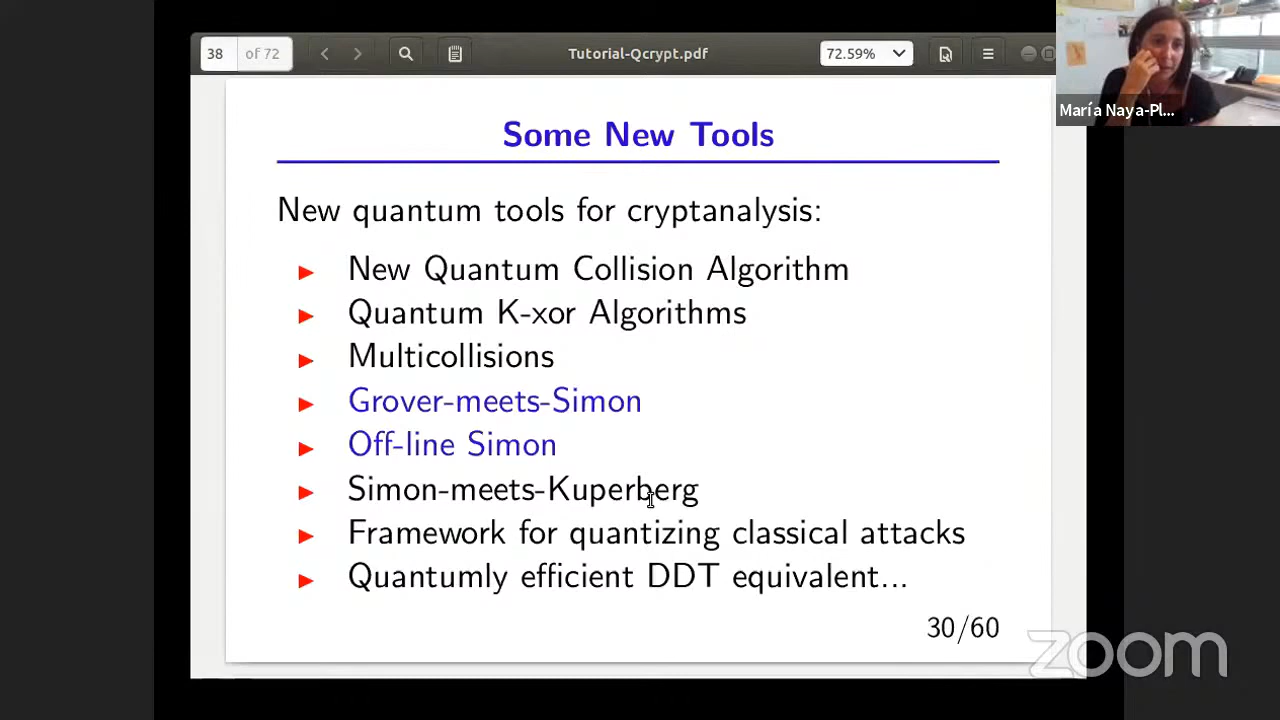 38 of 72
Tutorial-Qcrypt.pdf
72.59%
María Naya-Pl...
Some New Tools
New quantum tools for cryptanalysis:
New Quantum Collision Algorithm
Quantum K-xor Algorithms
Multicollisions
Grover-meets-Simon
Off-line Simon
Simon-meets-Kuperberg
Framework for quantizing classical attacks
Quantumly efficient DDT equivalent...
30/60
zoom